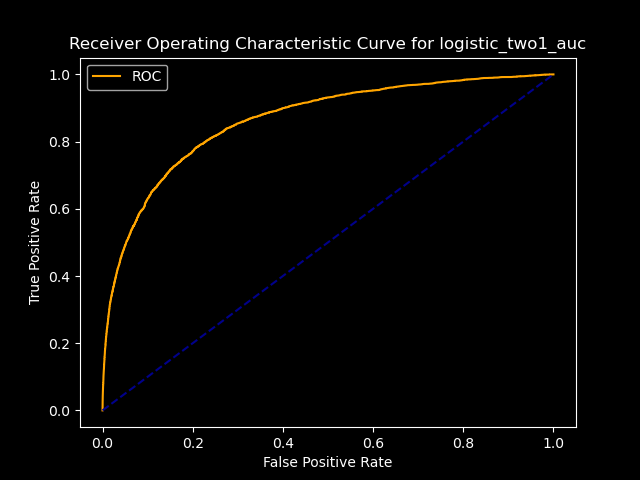 Receiver Operating Characteristic Curve for logistic_two1_auc
ROC
1.0
0.8
0.6
0.4
0.2
0.0
True Positive Rate
0.0 0.2 0.4 0.6 0.8 1.0
False Positive Rate